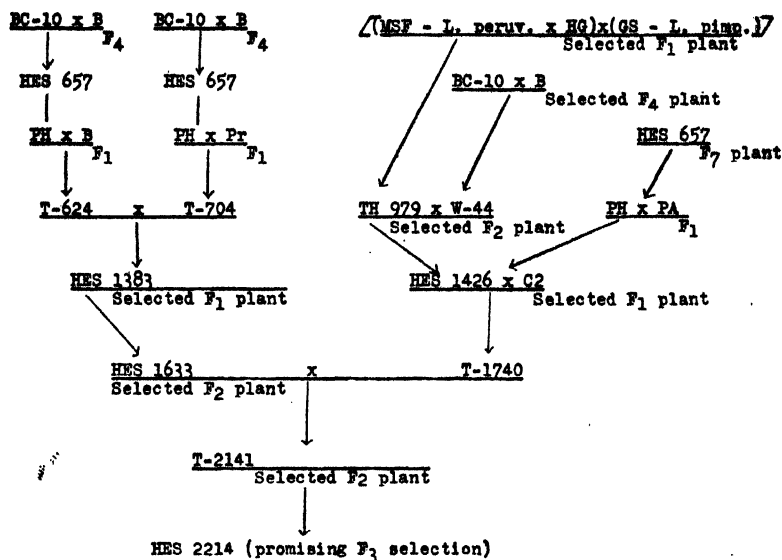 BC-10 x B F₄ BC-10 x B F₄ /(MSF - L. peruv. x HG)x(GS - L. pimp.)/
Selected F₁ plant
HES 657 HES 657 BC-10 x B
Selected F₄ plant
PH x B F₁ PH x Pr F₁ HES 657
F₇ plant
T-624 x T-704 TH 979 x W-44 PH x PA F₁
Selected F₂ plant
HES 1383 HES 1426 x C2
Selected F₁ plant Selected F₁ plant
HES 1633 x T-1740
Selected F₂ plant
T-2141
Selected F₂ plant
HES 2214 (promising F₃ selection)